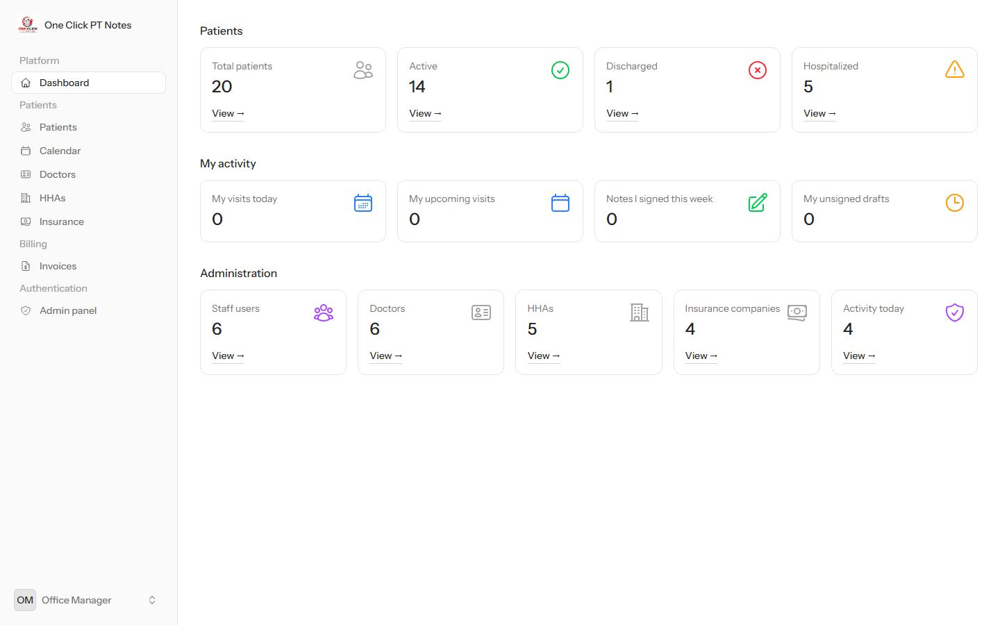 One Click PT Notes
Platform
Dashboard
Patients
Patients
Calendar
Doctors
HHAs
Insurance
Billing
Invoices
Authentication
Admin panel
OM Office Manager
Patients
Total patients
20
View →
Active
14
View →
Discharged
1
View →
Hospitalized
5
View →
My activity
My visits today
0
My upcoming visits
0
Notes I signed this week
0
My unsigned drafts
0
Administration
Staff users
6
View →
Doctors
6
View →
HHAs
5
View →
Insurance companies
4
View →
Activity today
4
View →